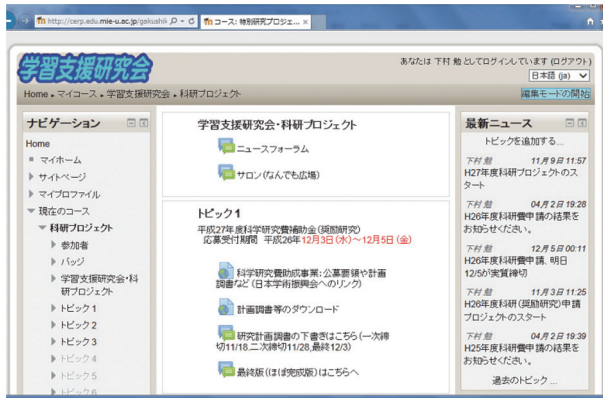 http://cerp.edu.mie-u.ac.jp/gakushik
コース: 特別研究プロジェ...
学習支援研究会
あなたは 下村 勉 としてログインしています (ログアウト)
日本語 (ja)
Home ▸ マイコース ▸ 学習支援研究会 ▸ 科研プロジェクト
編集モードの開始
ナビゲーション
Home
マイホーム
サイトページ
マイプロファイル
現在のコース
科研プロジェクト
参加者
バッジ
学習支援研究会・科
研プロジェクト
トピック 1
トピック 2
トピック 3
トピック 4
トピック 5
トピック 6
学習支援研究会・科研プロジェクト
ニュースフォーラム
サロン(なんでも広場)
トピック 1
平成27年度科学研究費補助金(奨励研究)
応募受付期間 平成26年12月3日(水)~12月5日(金)
科学研究費助成事業:公募要領や計画
調書など(日本学術振興会へのリンク)
計画調書等のダウンロード
研究計画調書の下書きはこちら(一次締
切11/18,二次締切11/28,最終12/3)
最終版(ほぼ完成版)はこちらへ
最新ニュース
トピックを追加する...
下村 勉 11月 9日 11:57
H27年度科研プロジェクトのス
タート
下村 勉 04月 2日 19:28
H26年度科研費申請の結果を
お知らせください。
下村 勉 12月 5日 00:11
H26年度科研費申請、明日
12/5が実質締切
下村 勉 11月 3日 11:25
H26年度科研(奨励研究)申請
プロジェクトのスタート
下村 勉 04月 2日 19:39
H25年度科研費申請の結果を
お知らせください。
過去のトピック ...